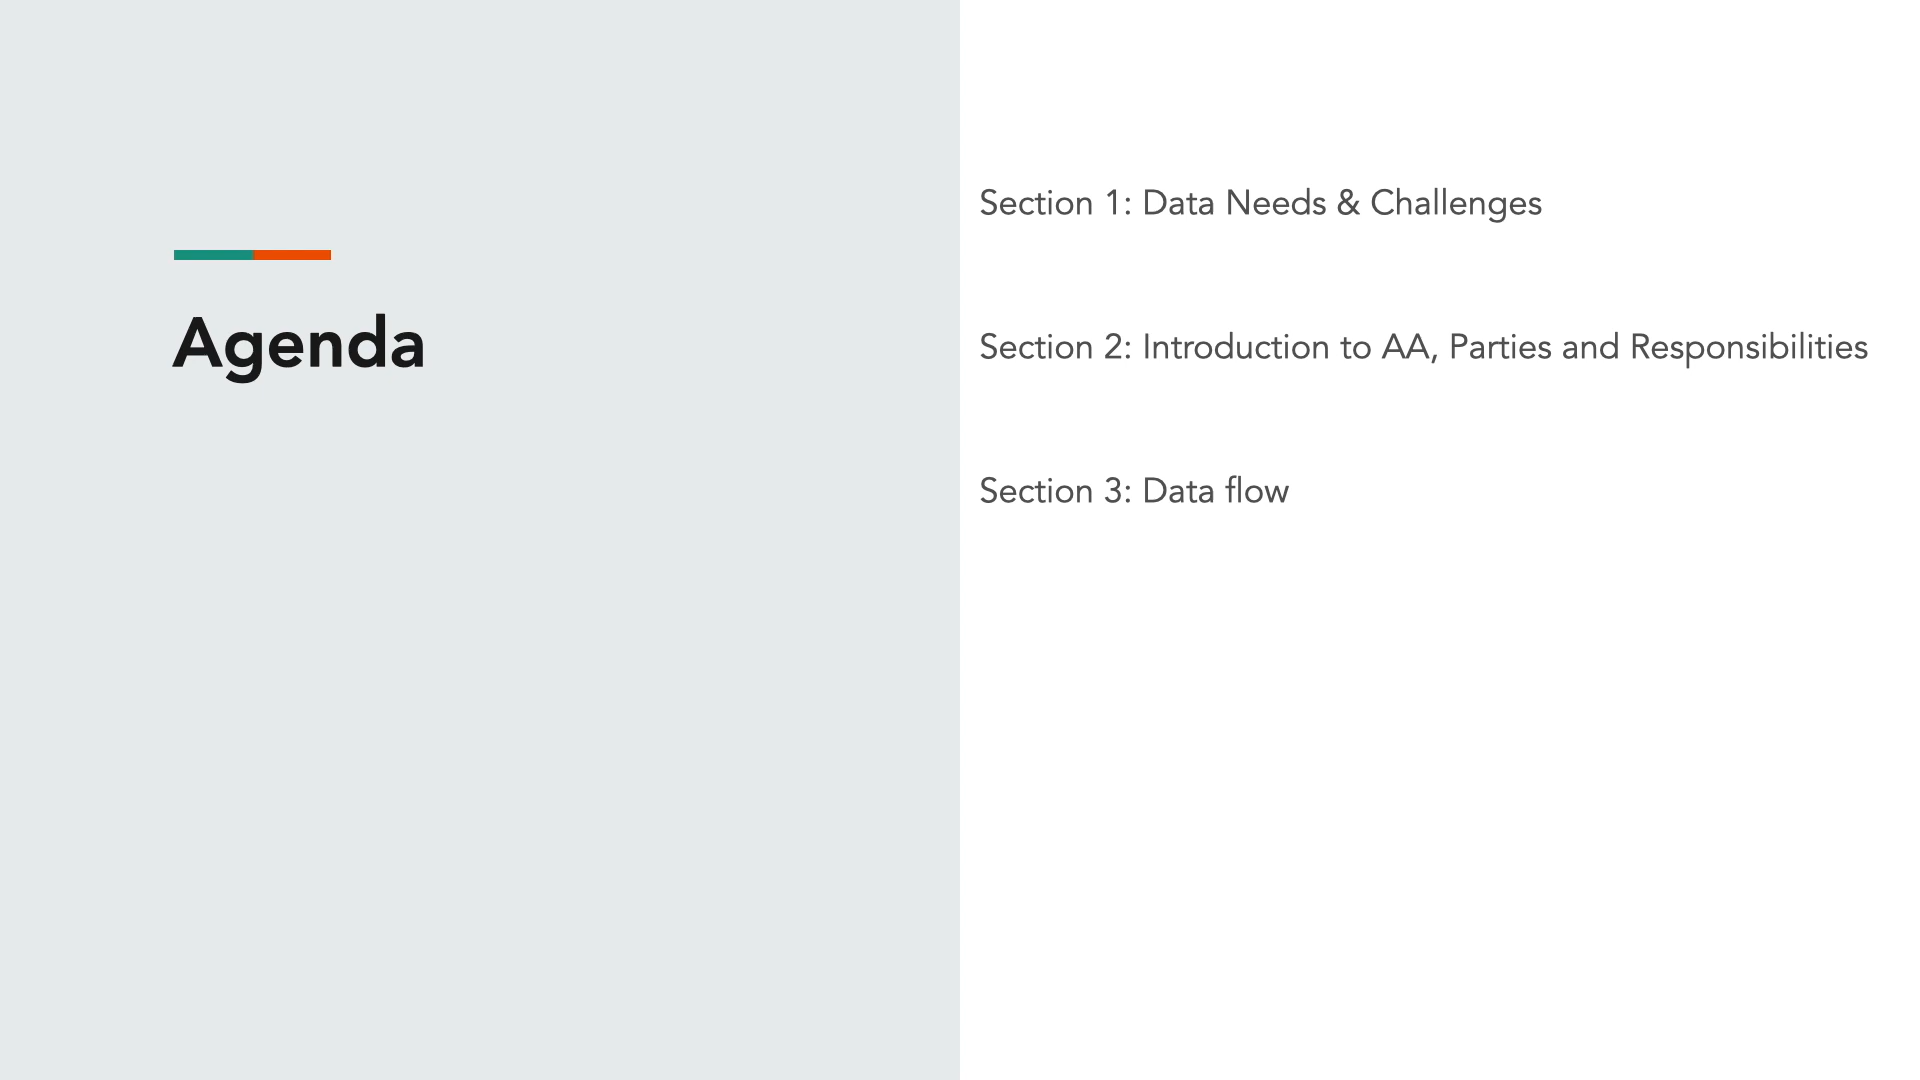 Agenda
Section 1: Data Needs & Challenges
Section 2: Introduction to AA, Parties and Responsibilities
Section 3: Data flow